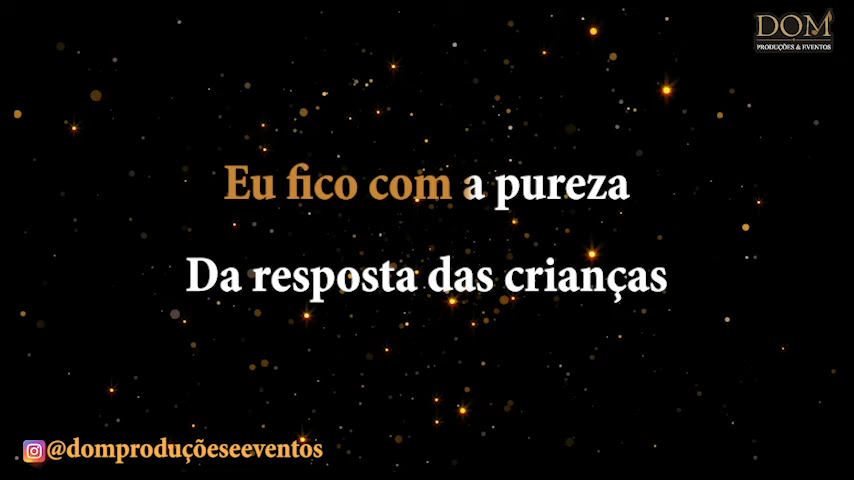 DOM
PRODUÇÕES & EVENTOS
Eu fico com a pureza
Da resposta das crianças
@domproduçõeseeventos